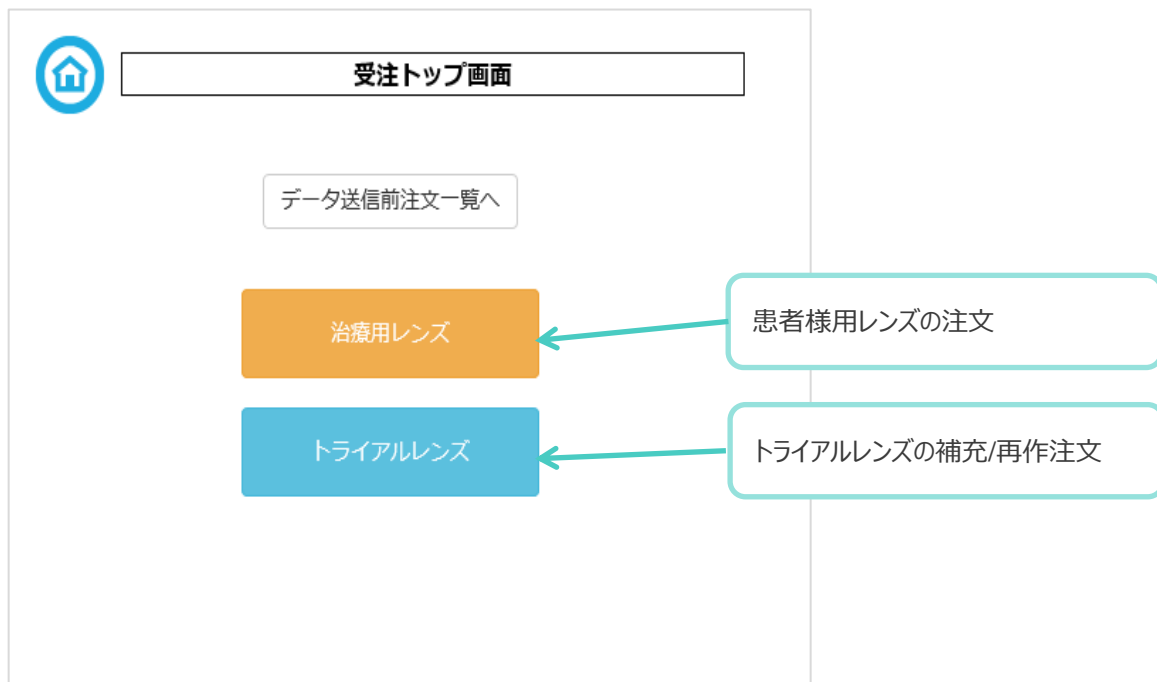 受注トップ画面
データ送信前注文一覧へ
治療用レンズ
患者様用レンズの注文
トライアルレンズ
トライアルレンズの補充/再作注文